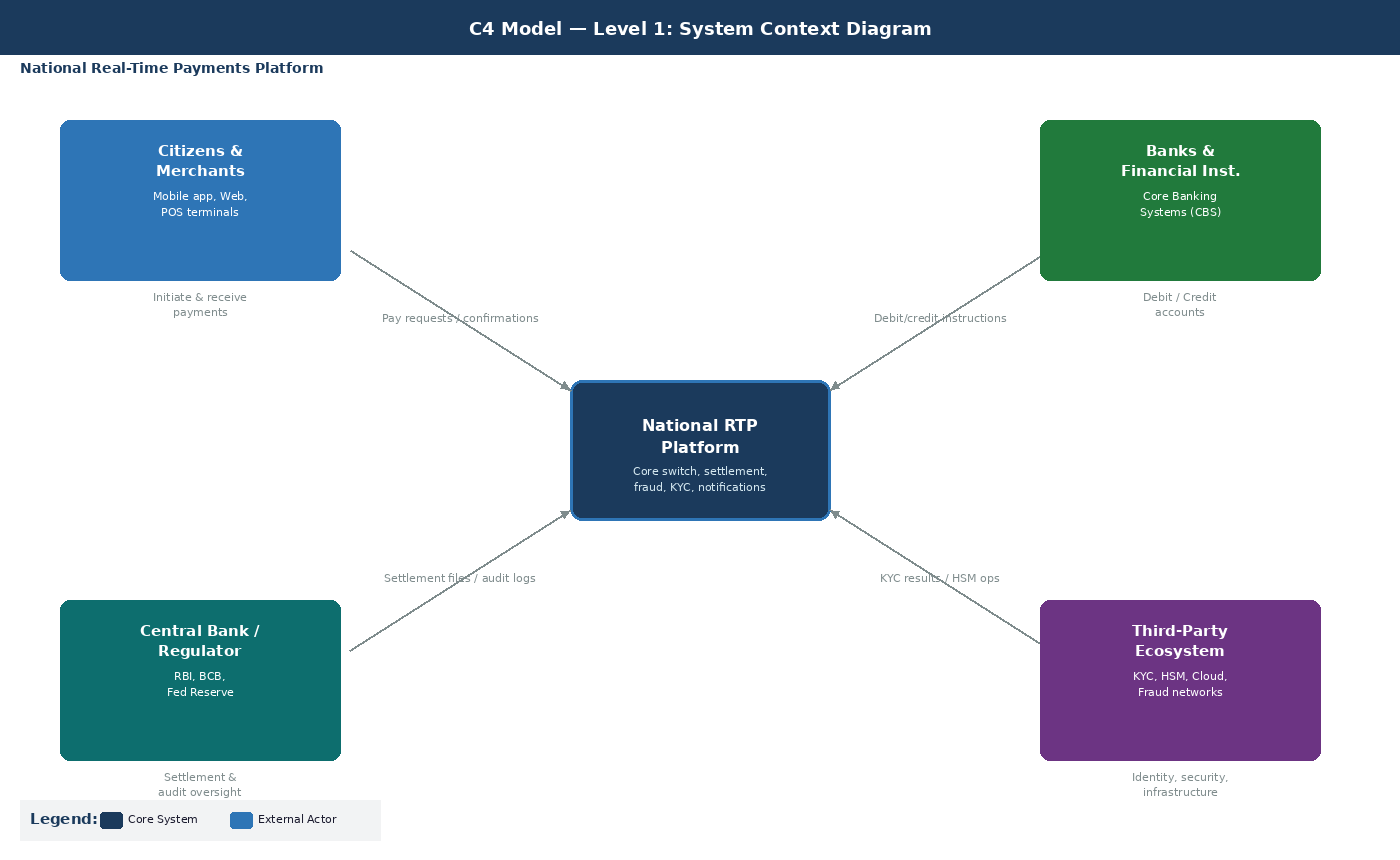 C4 Model — Level 1: System Context Diagram
National Real-Time Payments Platform
Citizens &
Merchants
Mobile app, Web,
POS terminals
Initiate & receive
payments
Banks &
Financial Inst.
Core Banking
Systems (CBS)
Debit / Credit
accounts
Pay requests / confirmations
Debit/credit instructions
National RTP
Platform
Core switch, settlement,
fraud, KYC, notifications
Settlement files / audit logs
KYC results / HSM ops
Central Bank /
Regulator
RBI, BCB,
Fed Reserve
Settlement &
audit oversight
Third-Party
Ecosystem
KYC, HSM, Cloud,
Fraud networks
Identity, security,
infrastructure
Legend: Core System External Actor